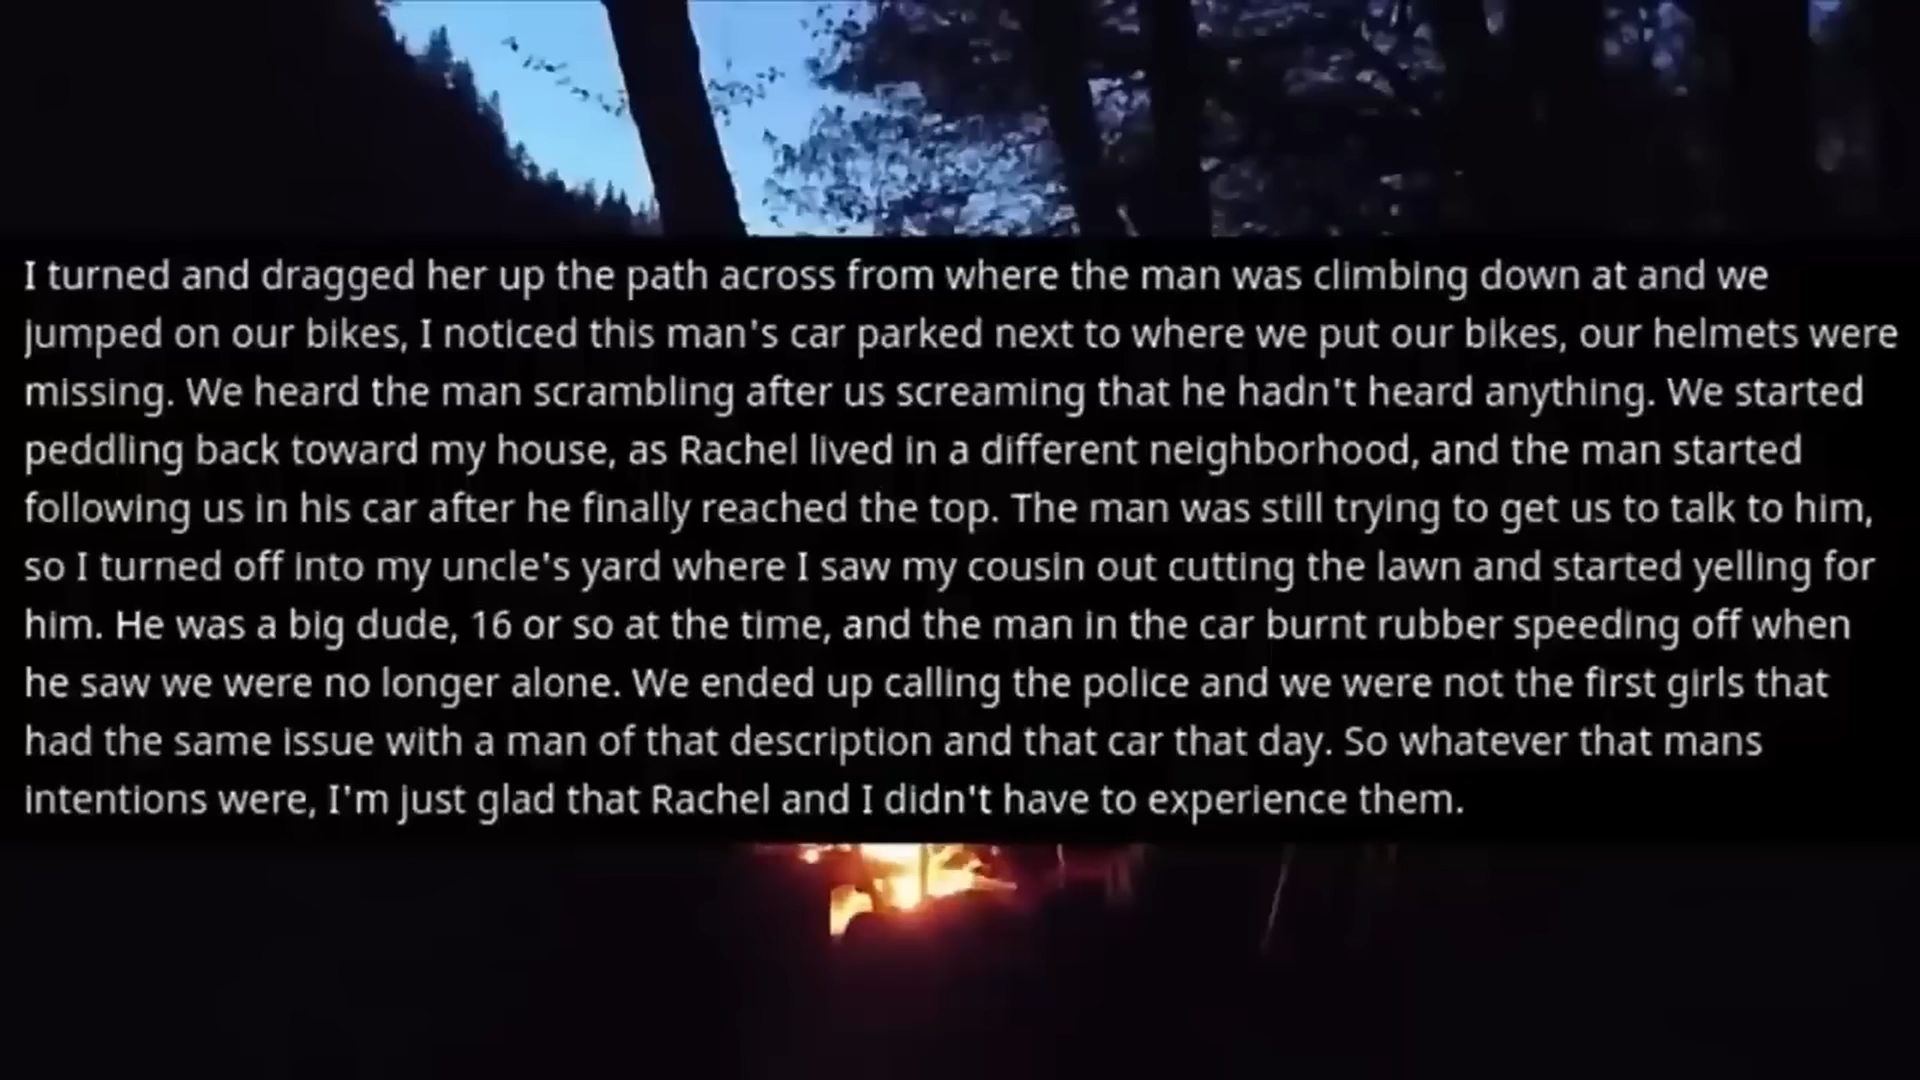 I turned and dragged her up the path across from where the man was climbing down at and we
jumped on our bikes, I noticed this man's car parked next to where we put our bikes, our helmets were
missing. We heard the man scrambling after us screaming that he hadn't heard anything. We started
peddling back toward my house, as Rachel lived in a different neighborhood, and the man started
following us in his car after he finally reached the top. The man was still trying to get us to talk to him,
so I turned off into my uncle's yard where I saw my cousin out cutting the lawn and started yelling for
him. He was a big dude, 16 or so at the time, and the man in the car burnt rubber speeding off when
he saw we were no longer alone. We ended up calling the police and we were not the first girls that
had the same issue with a man of that description and that car that day. So whatever that mans
intentions were, I'm just glad that Rachel and I didn't have to experience them.